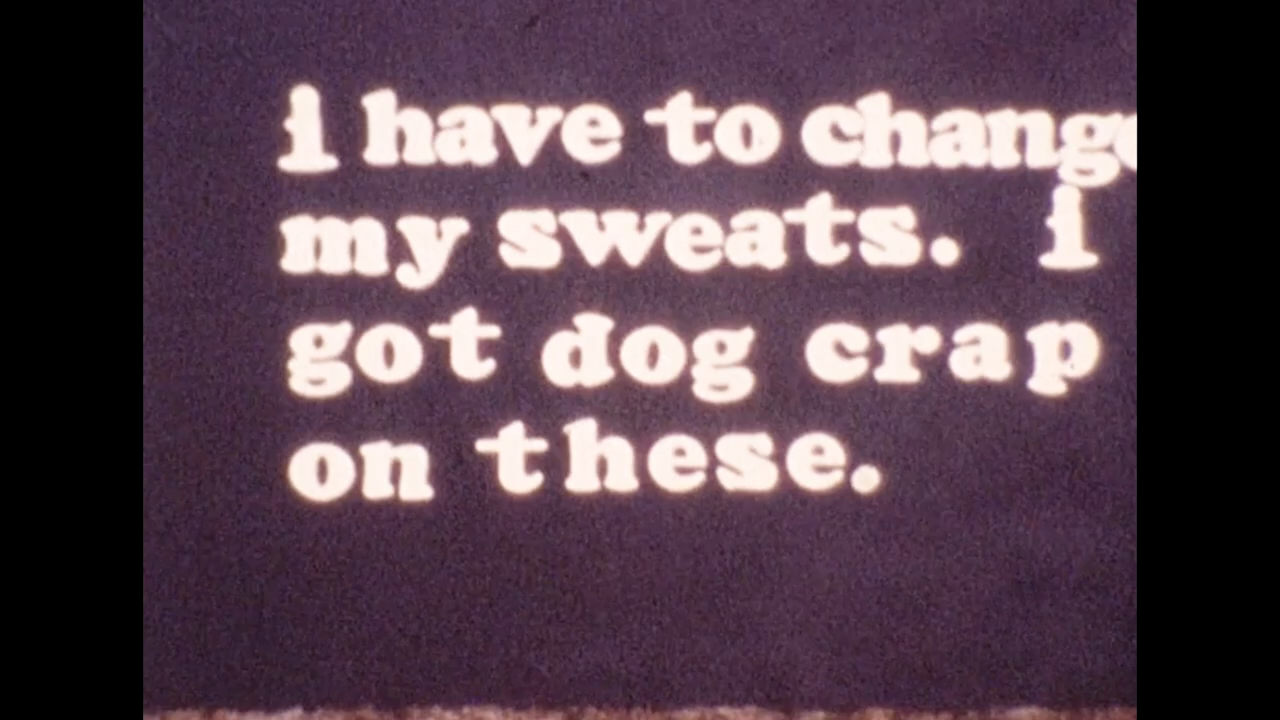 i have to change
my sweats. i
got dog crap
on these.